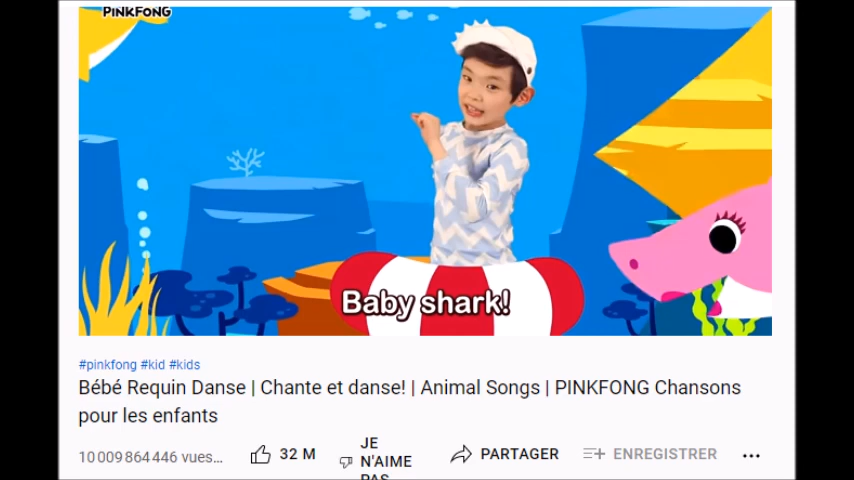 PINKFONG
Baby shark!
#pinkfong #kid #kids
Bébé Requin Danse | Chante et danse! | Animal Songs | PINKFONG Chansons
pour les enfants
10 009 864 446 vues...
32 M
JE
N'AIME
PAS
PARTAGER
ENREGISTRER